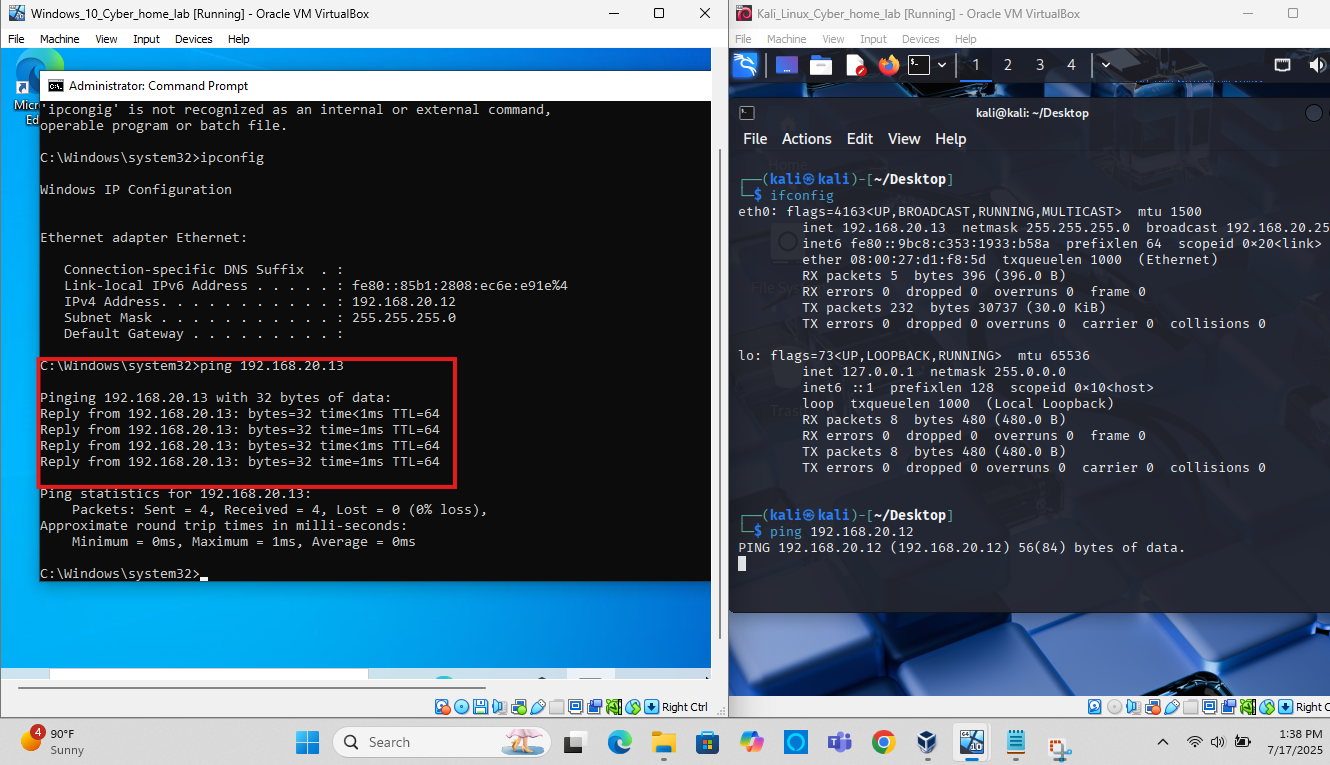 Windows_10_Cyber_home_lab [Running] - Oracle VM VirtualBox
File Machine View Input Devices Help
Administrator: Command Prompt
'ipcongig' is not recognized as an internal or external command,
operable program or batch file.
C:\Windows\system32>ipconfig
Windows IP Configuration
Ethernet adapter Ethernet:
Connection-specific DNS Suffix  . :
Link-local IPv6 Address . . . . . : fe80::85b1:2808:ec6e:e91e%4
IPv4 Address. . . . . . . . . . . : 192.168.20.12
Subnet Mask . . . . . . . . . . . : 255.255.255.0
Default Gateway . . . . . . . . . :
C:\Windows\system32>ping 192.168.20.13
Pinging 192.168.20.13 with 32 bytes of data:
Reply from 192.168.20.13: bytes=32 time<1ms TTL=64
Reply from 192.168.20.13: bytes=32 time=1ms TTL=64
Reply from 192.168.20.13: bytes=32 time<1ms TTL=64
Reply from 192.168.20.13: bytes=32 time=1ms TTL=64
Ping statistics for 192.168.20.13:
Packets: Sent = 4, Received = 4, Lost = 0 (0% loss),
Approximate round trip times in milli-seconds:
Minimum = 0ms, Maximum = 1ms, Average = 0ms
C:\Windows\system32>
Micr
Ed
Right Ctrl
Kali_Linux_Cyber_home_lab [Running] - Oracle VM VirtualBox
File Machine View Input Devices Help
1 2 3 4
kali@kali: ~/Desktop
File Actions Edit View Help
Home
(kali㉿kali)-[~/Desktop]
$ ifconfig
eth0: flags=4163<UP,BROADCAST,RUNNING,MULTICAST>  mtu 1500
inet 192.168.20.13  netmask 255.255.255.0  broadcast 192.168.20.25
inet6 fe80::9bc8:c353:1933:b58a  prefixlen 64  scopeid 0×20<link>
ether 08:00:27:d1:f8:5d  txqueuelen 1000  (Ethernet)
RX packets 5  bytes 396 (396.0 B)
RX errors 0  dropped 0  overruns 0  frame 0
TX packets 232  bytes 30737 (30.0 KiB)
TX errors 0  dropped 0 overruns 0  carrier 0  collisions 0
lo: flags=73<UP,LOOPBACK,RUNNING>  mtu 65536
inet 127.0.0.1  netmask 255.0.0.0
inet6 ::1  prefixlen 128  scopeid 0×10<host>
loop  txqueuelen 1000  (Local Loopback)
RX packets 8  bytes 480 (480.0 B)
RX errors 0  dropped 0  overruns 0  frame 0
TX packets 8  bytes 480 (480.0 B)
TX errors 0  dropped 0 overruns 0  carrier 0  collisions 0
(kali㉿kali)-[~/Desktop]
$ ping 192.168.20.12
PING 192.168.20.12 (192.168.20.12) 56(84) bytes of data.
Right C
4
90°F
Sunny
Search
1:38 PM
7/17/2025